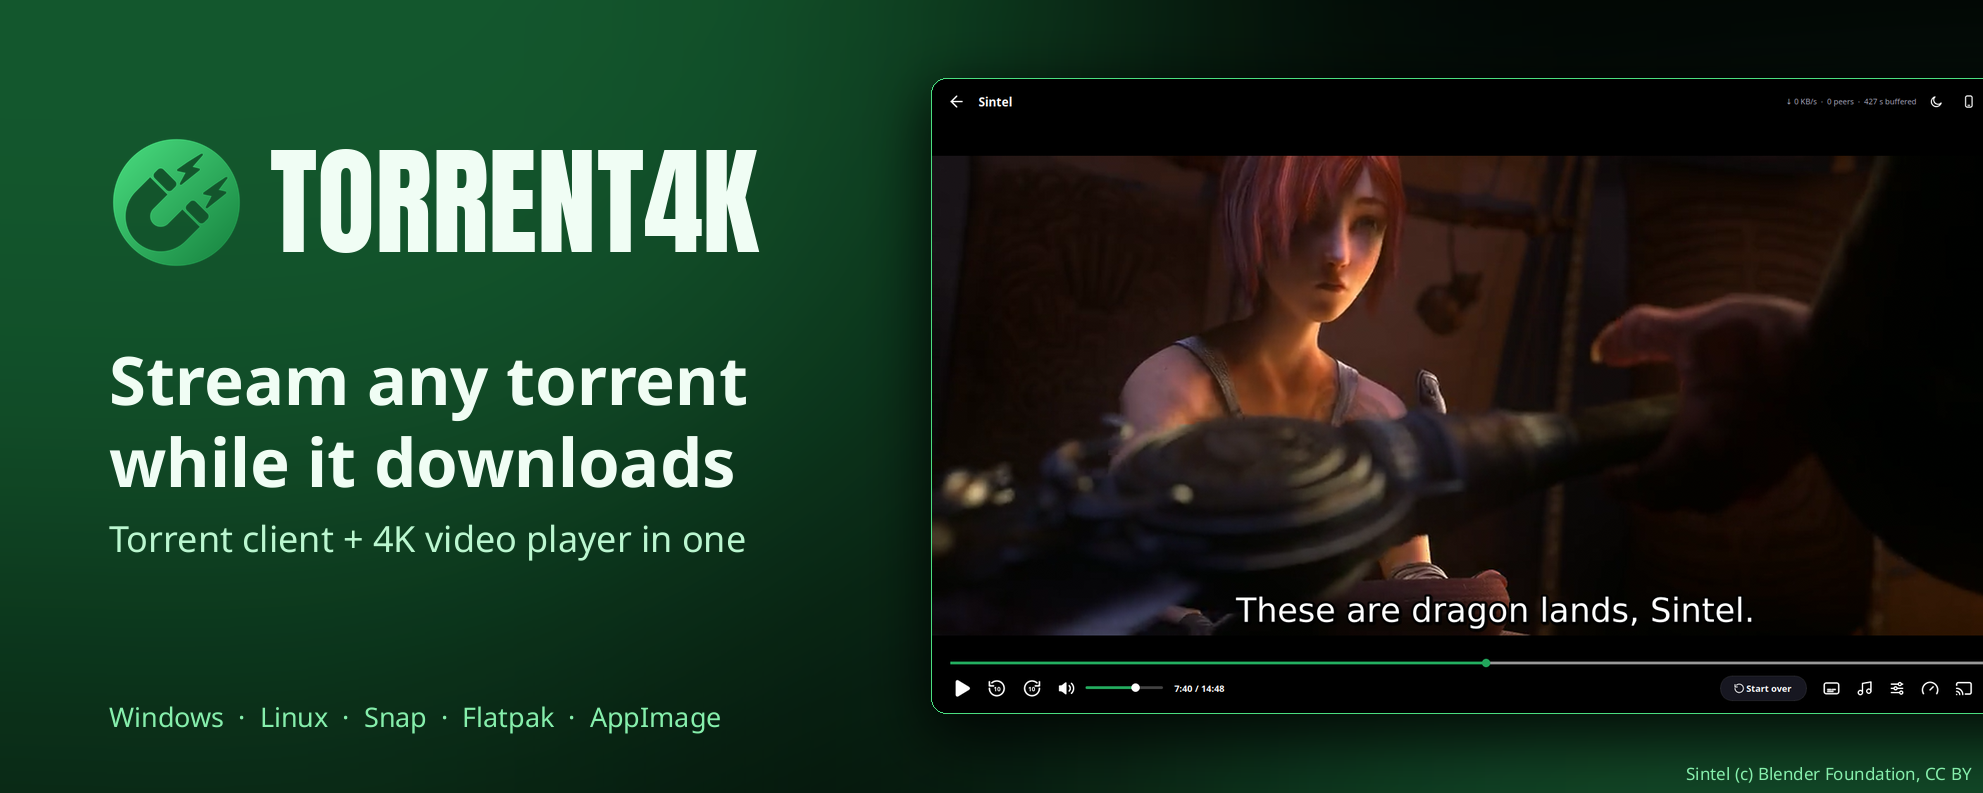 TORRENT4K
Stream any torrent
while it downloads
Torrent client + 4K video player in one
Windows · Linux · Snap · Flatpak · AppImage
Sintel
↓ 0 KB/s · 0 peers · 427 s buffered
These are dragon lands, Sintel.
10 10 7:40 / 14:48 Start over
Sintel (c) Blender Foundation, CC BY